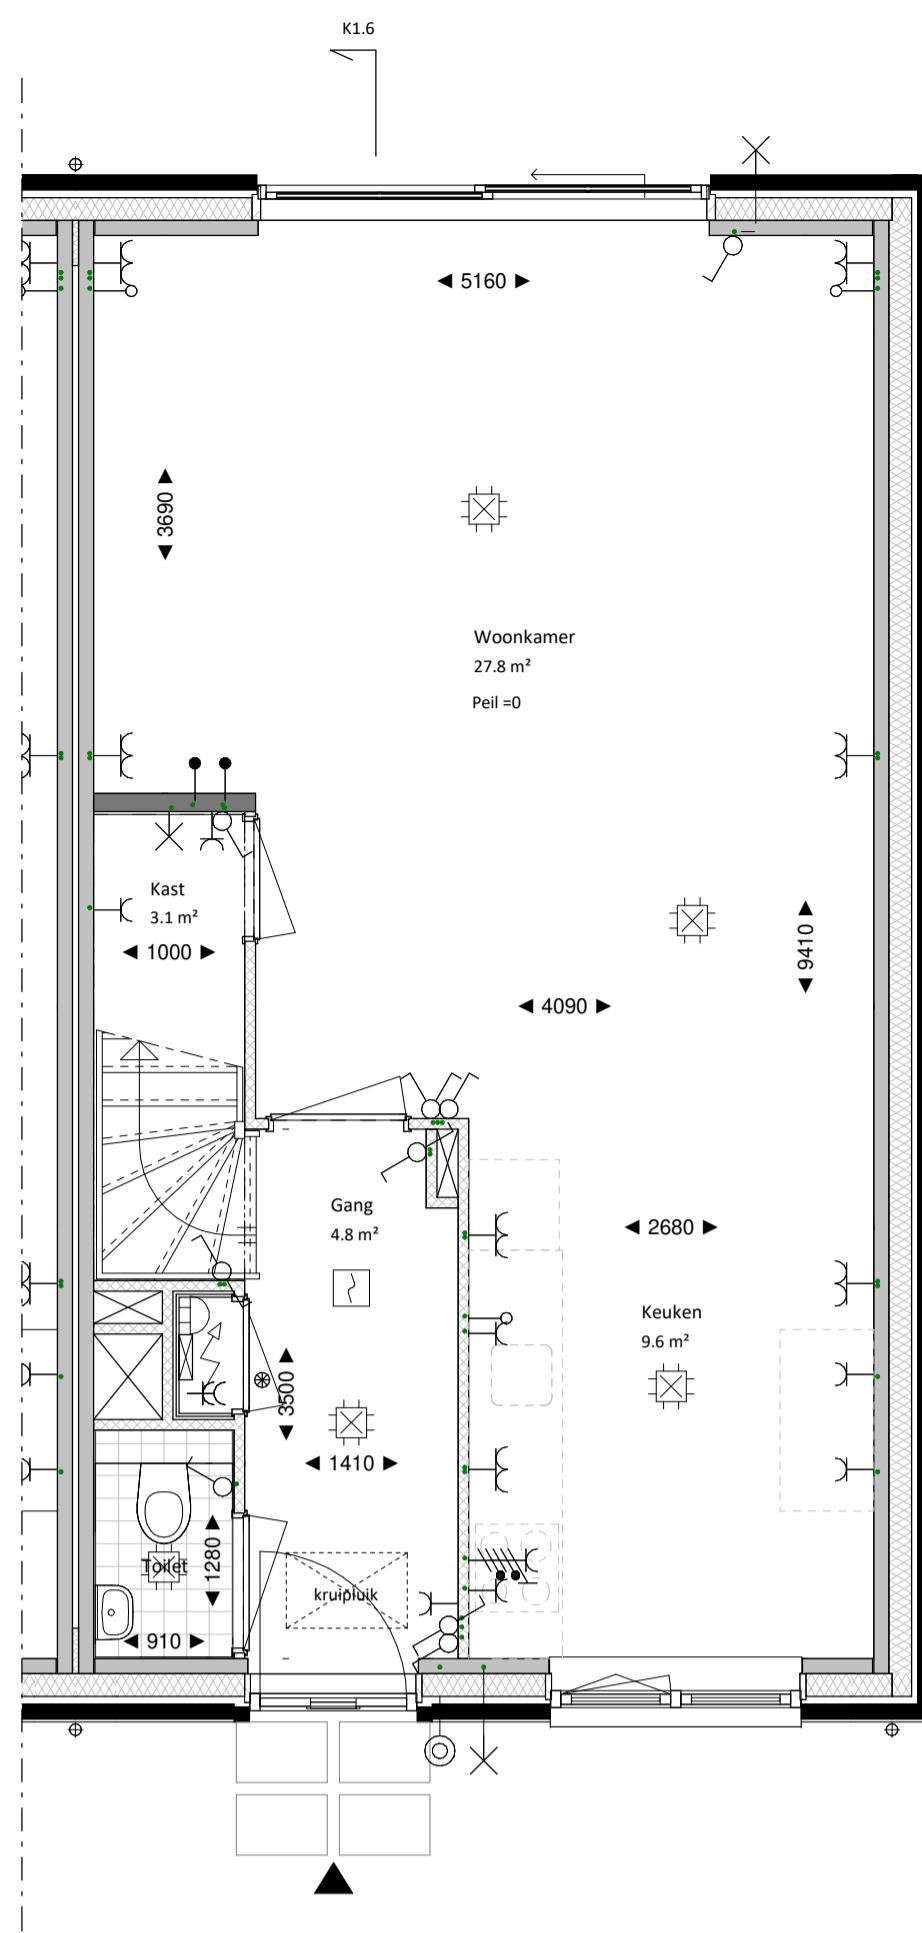 K1.6
5160
3690
Woonkamer
27.8 m²
Peil =0
Kast
3.1 m²
1000
9410
4090
Gang
4.8 m²
2680
Keuken
9.6 m²
3500
1410
Toilet
1280
kruipluik
910